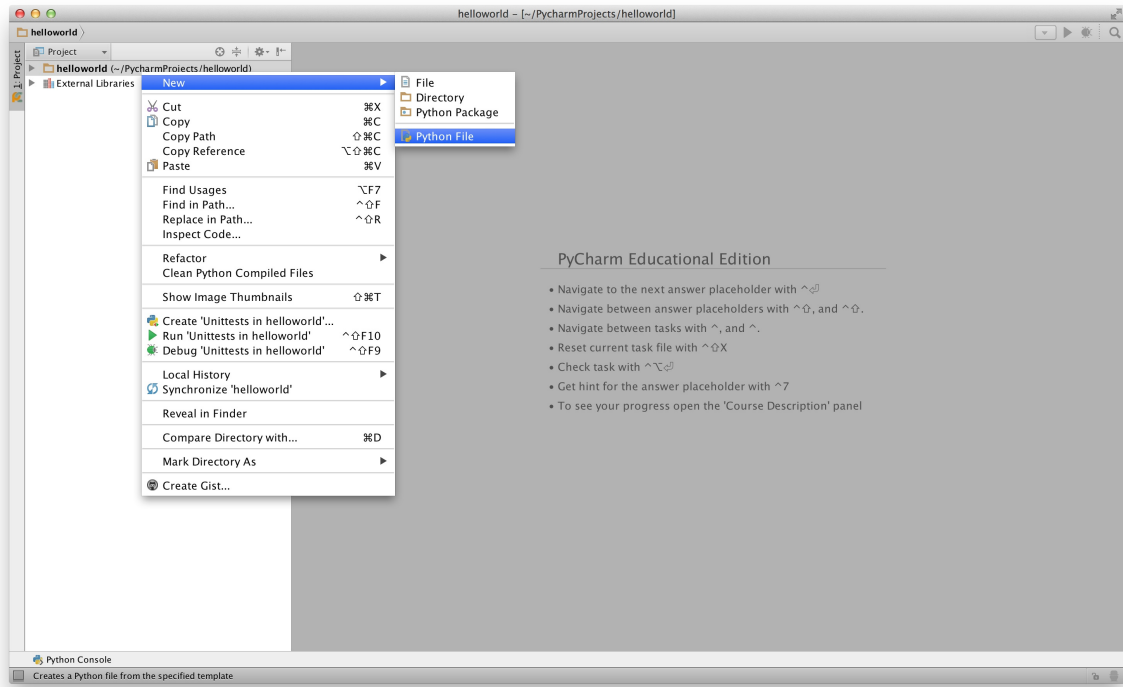 helloworld – [~/PycharmProjects/helloworld]
helloworld
1: Project
Project
helloworld (~/PycharmProjects/helloworld)
External Libraries
New
Cut ⌘X
Copy ⌘C
Copy Path ⇧⌘C
Copy Reference ⌥⇧⌘C
Paste ⌘V
Find Usages ⌥F7
Find in Path... ^⇧F
Replace in Path... ^⇧R
Inspect Code...
Refactor
Clean Python Compiled Files
Show Image Thumbnails ⇧⌘T
Create 'Unittests in helloworld'...
Run 'Unittests in helloworld' ^⇧F10
Debug 'Unittests in helloworld' ^⇧F9
Local History
Synchronize 'helloworld'
Reveal in Finder
Compare Directory with... ⌘D
Mark Directory As
Create Gist...
File
Directory
Python Package
Python File
PyCharm Educational Edition
• Navigate to the next answer placeholder with ^⏎
• Navigate between answer placeholders with ^⇧, and ^⇧.
• Navigate between tasks with ^, and ^.
• Reset current task file with ^⇧X
• Check task with ^⌥⏎
• Get hint for the answer placeholder with ^7
• To see your progress open the 'Course Description' panel
Python Console
Creates a Python file from the specified template